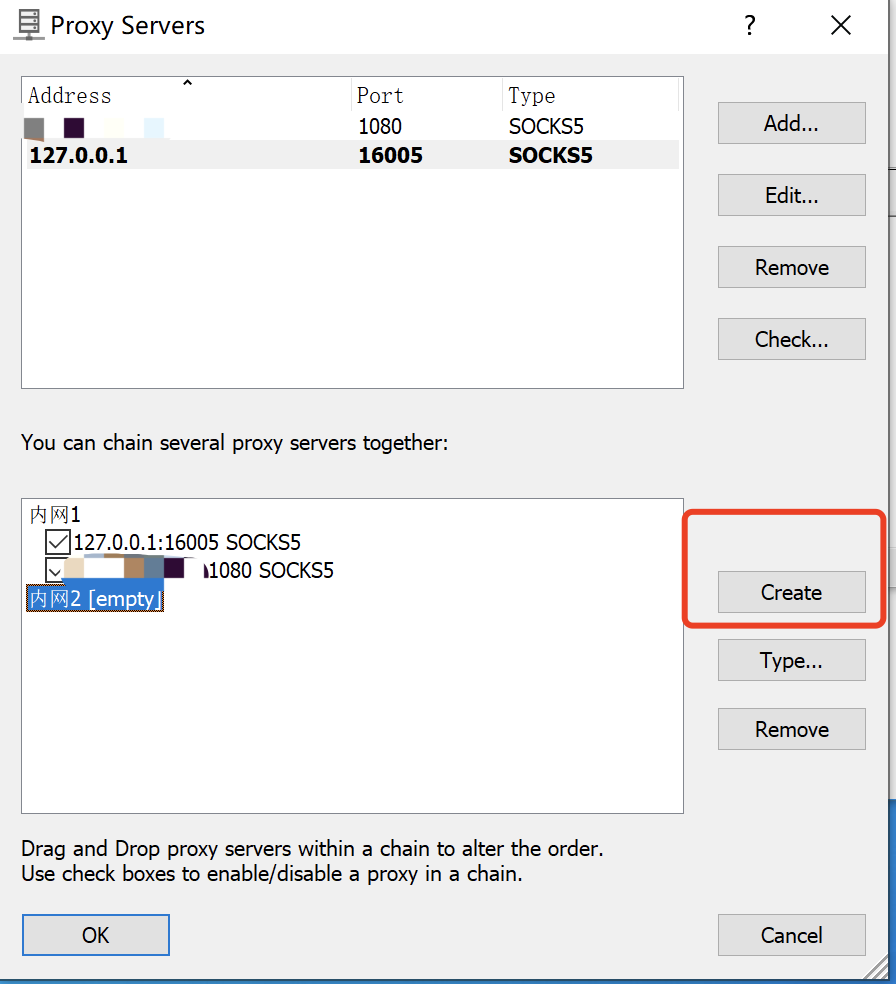 Proxy Servers
?
Address Port Type
1080 SOCKS5
127.0.0.1 16005 SOCKS5
Add...
Edit...
Remove
Check...
You can chain several proxy servers together:
内网1
127.0.0.1:16005 SOCKS5
1080 SOCKS5
内网2 [empty]
Create
Type...
Remove
Drag and Drop proxy servers within a chain to alter the order.
Use check boxes to enable/disable a proxy in a chain.
OK
Cancel